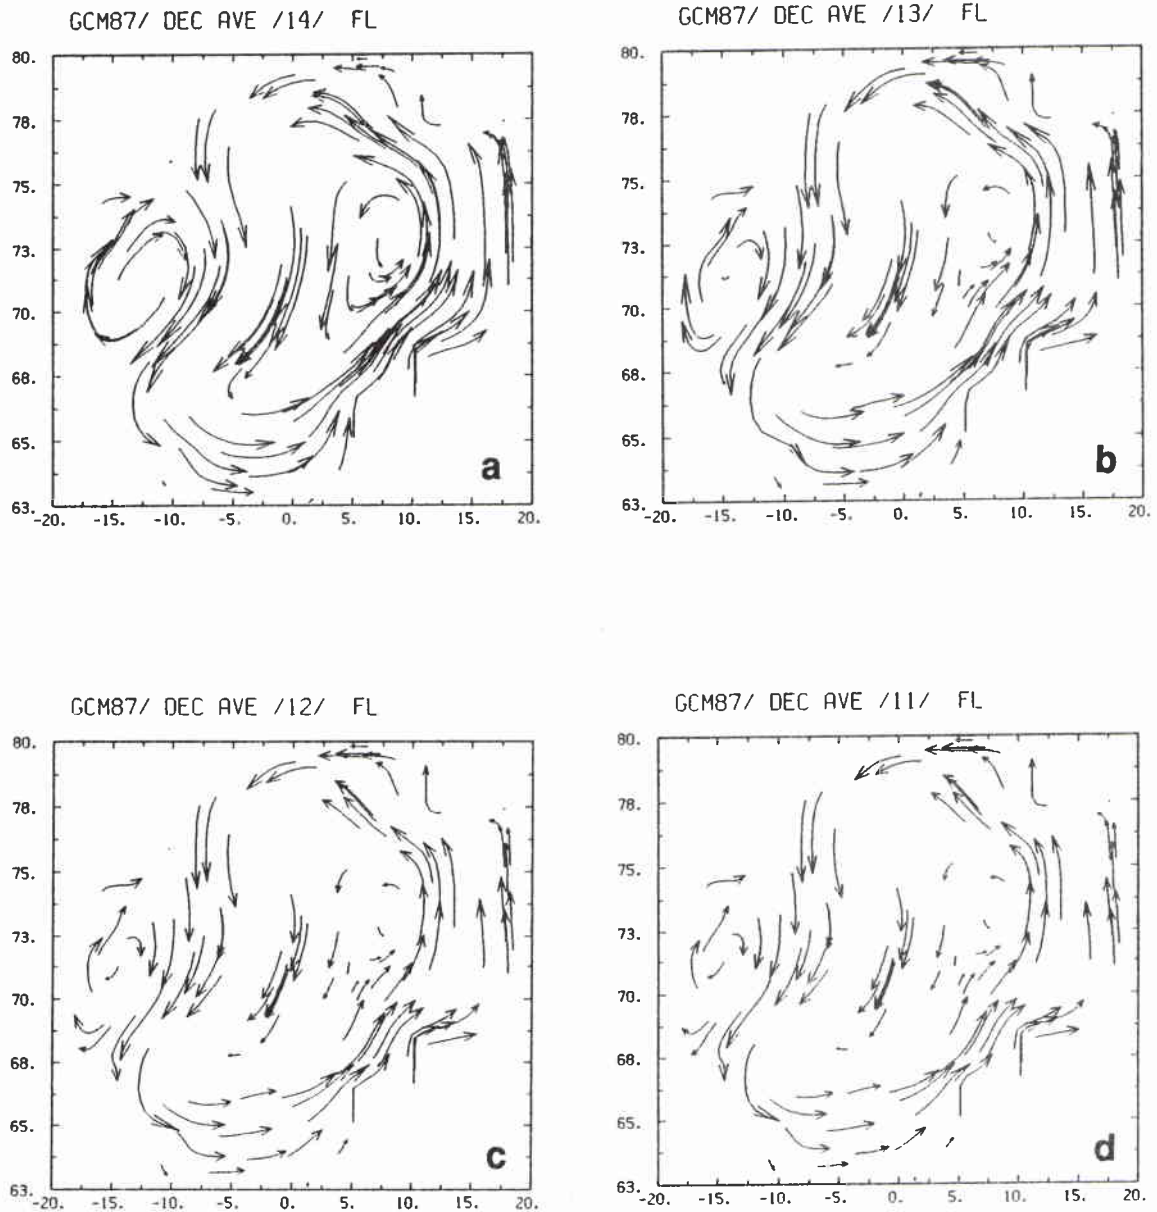 GCM87/ DEC AVE /14/ FL
80.
78.
75.
73.
70.
68.
65.
63.
-20. -15. -10. -5. 0. 5. 10. 15. 20.
a
GCM87/ DEC AVE /13/ FL
80.
78.
75.
73.
70.
68.
65.
63.
-20. -15. -10. -5. 0. 5. 10. 15. 20.
b
GCM87/ DEC AVE /12/ FL
80.
78.
75.
73.
70.
68.
65.
63.
-20. -15. -10. -5. 0. 5. 10. 15. 20.
c
GCM87/ DEC AVE /11/ FL
80.
78.
75.
73.
70.
68.
65.
63.
-20. -15. -10. -5. 0. 5. 10. 15. 20.
d